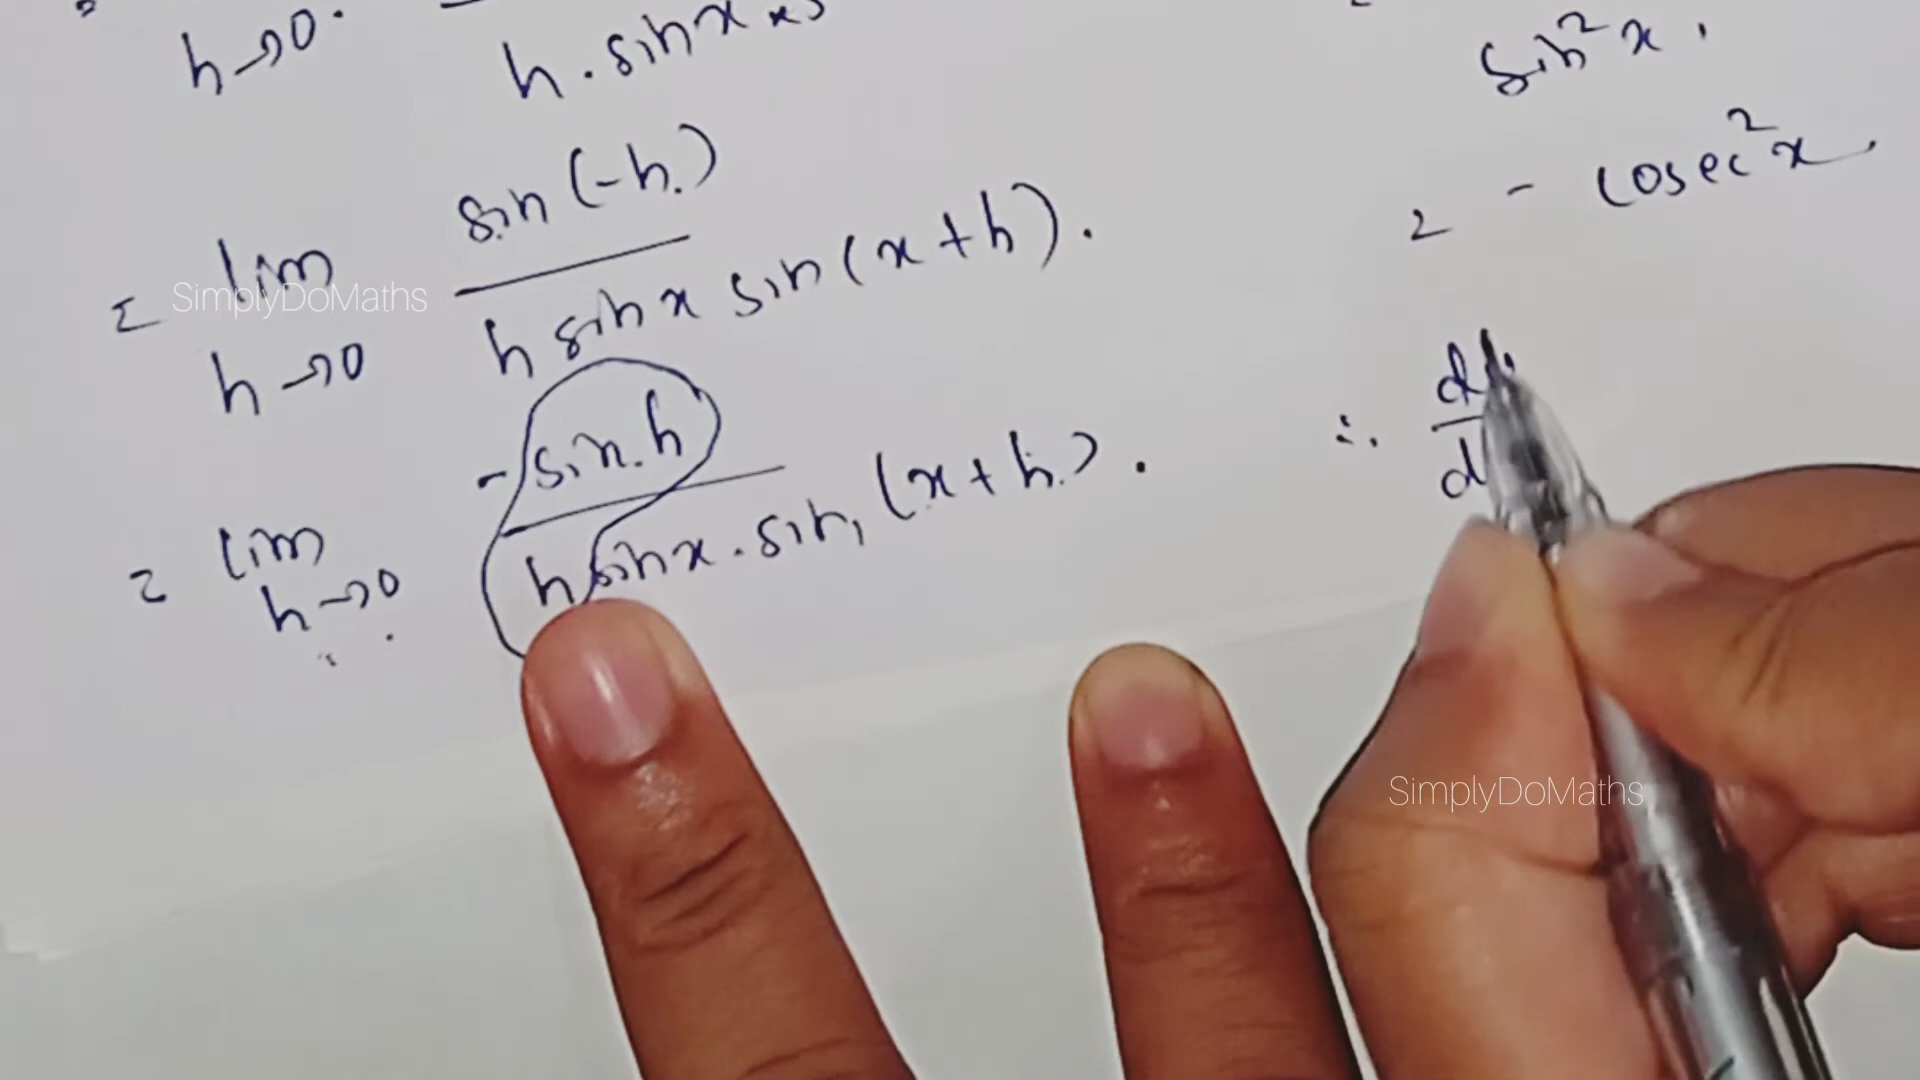 h→0.
h. sinx
= lim sin(-h.) / h sinx sin(x+h).
h→0
= lim -sin.h / h sinx. sin, (x+h.).
h→0
sin²x.
= - cosec²x.
∴ d
d
SimplyDoMaths
SimplyDoMaths